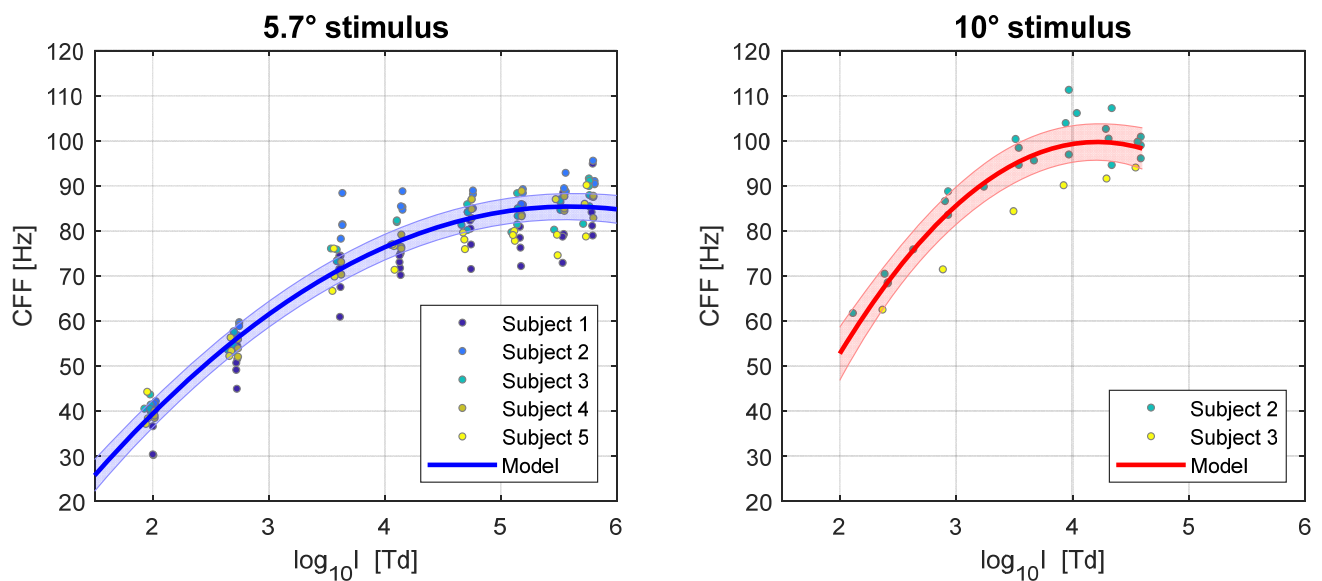 5.7° stimulus
120
110
100
90
80
70
60
50
40
30
20
CFF [Hz]
2 3 4 5 6
log10I [Td]
Subject 1
Subject 2
Subject 3
Subject 4
Subject 5
Model
10° stimulus
120
110
100
90
80
70
60
50
40
30
20
CFF [Hz]
2 3 4 5 6
log10I [Td]
Subject 2
Subject 3
Model